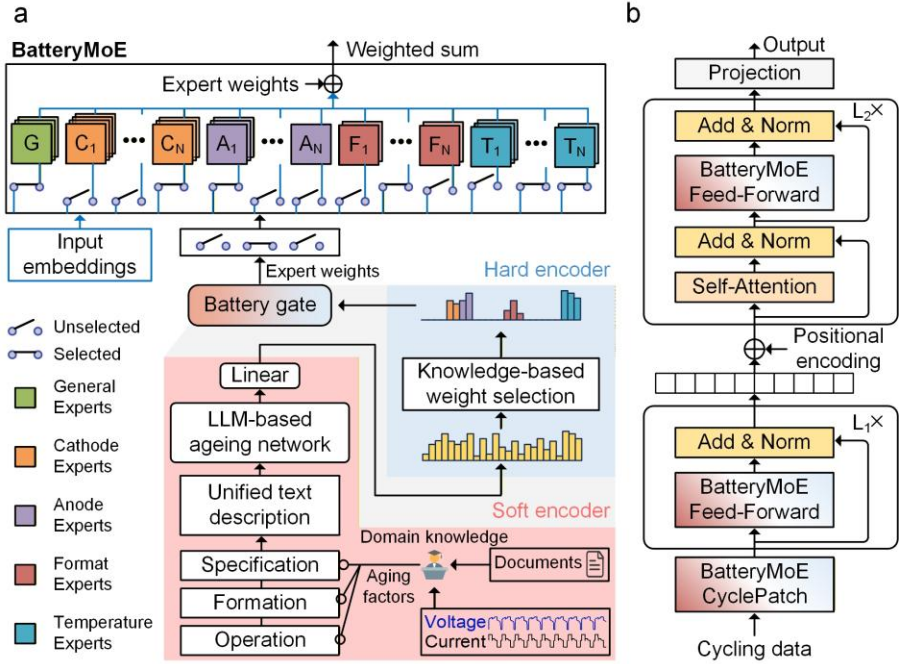 a
BatteryMoE
Weighted sum
Expert weights
G
C1
•••
CN
A1
•••
AN
F1
•••
FN
T1
•••
TN
Input
embeddings
Expert weights
Battery gate
Hard encoder
Unselected
Selected
General
Experts
Cathode
Experts
Anode
Experts
Format
Experts
Temperature
Experts
Linear
LLM-based
ageing network
Unified text
description
Specification
Formation
Operation
Knowledge-based
weight selection
Soft encoder
Domain knowledge
Aging
factors
Documents
Voltage
Current
b
Output
Projection
L2×
Add & Norm
BatteryMoE
Feed-Forward
Add & Norm
Self-Attention
Positional
encoding
L1×
Add & Norm
BatteryMoE
Feed-Forward
BatteryMoE
CyclePatch
Cycling data